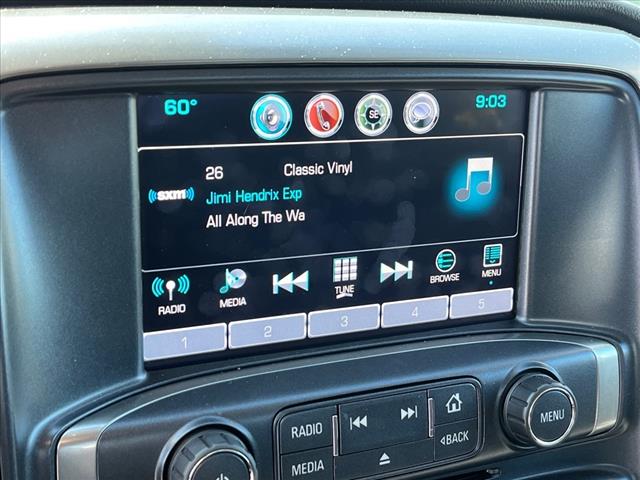 60° SE 9:03
26 Classic Vinyl
((sxm)) Jimi Hendrix Exp
All Along The Wa
RADIO MEDIA TUNE BROWSE MENU
1 2 3 4 5
RADIO
MEDIA
BACK
MENU